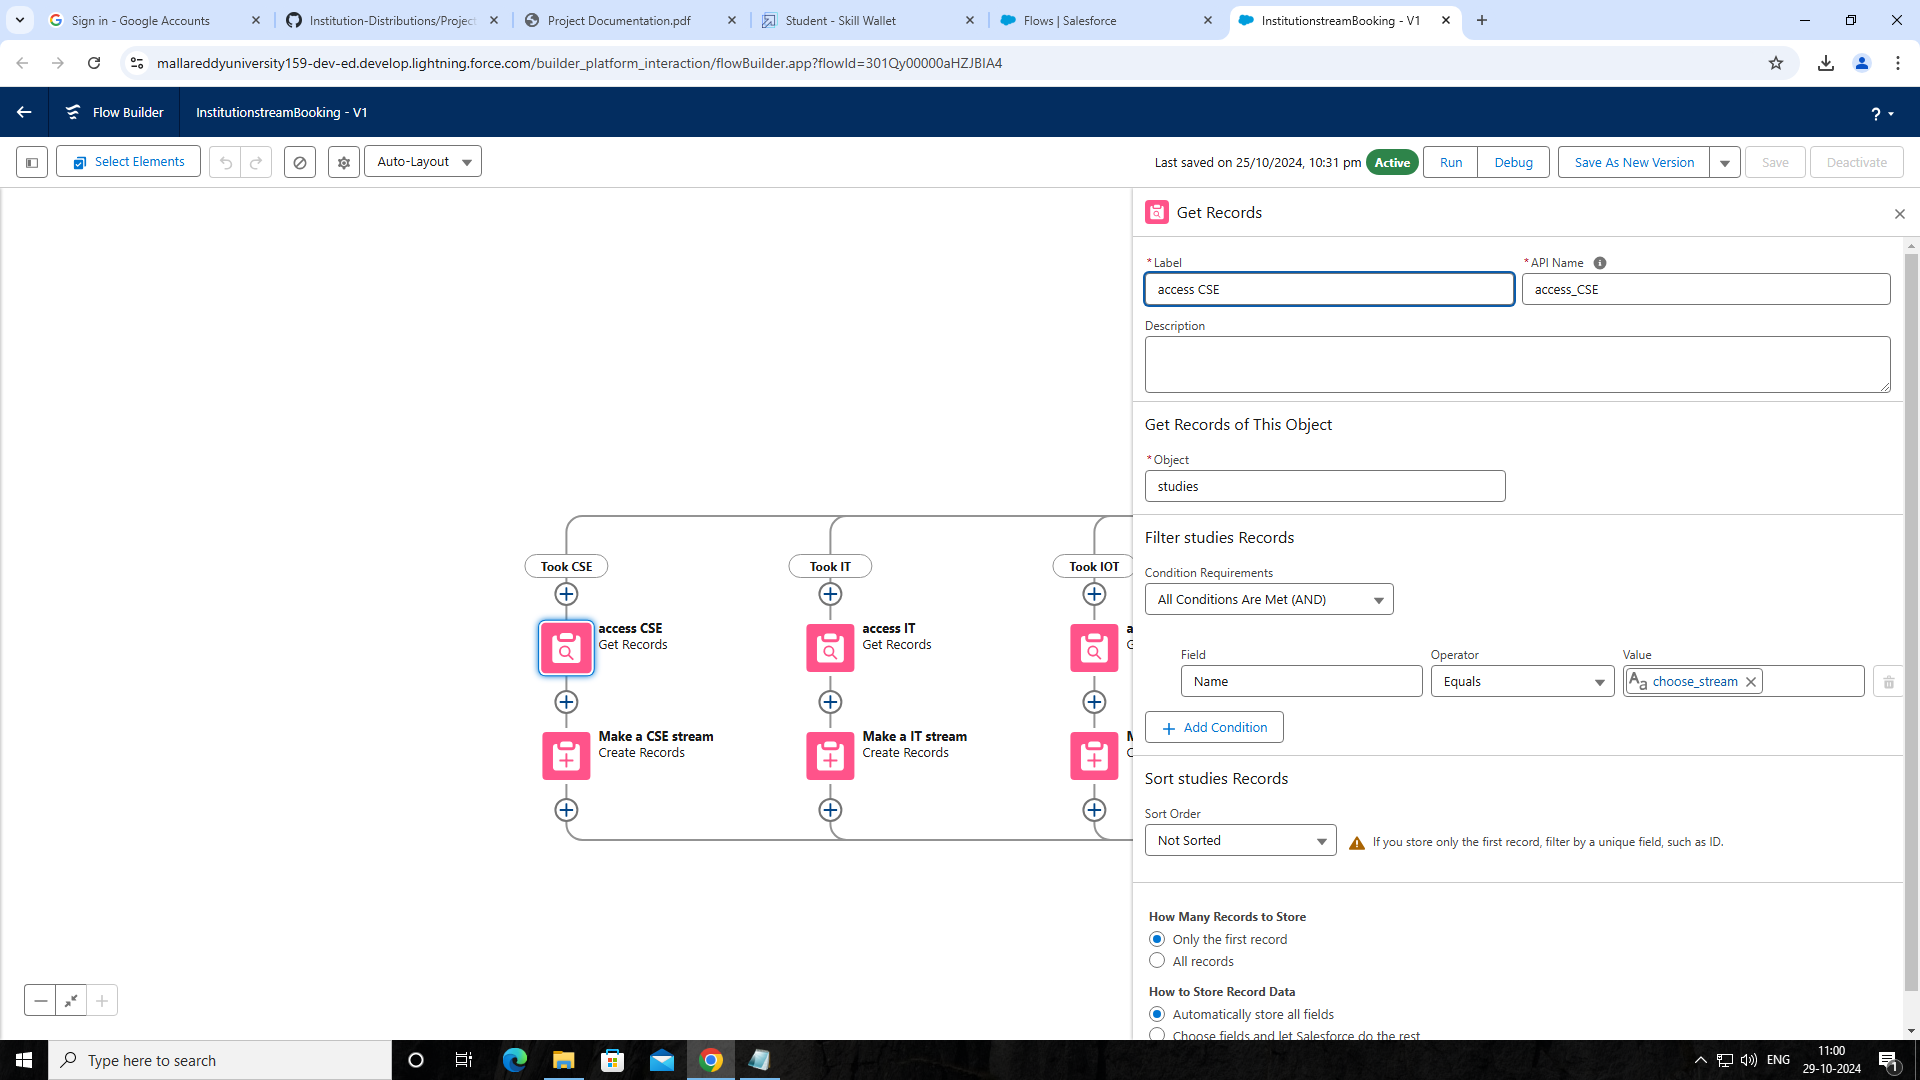 Sign in - Google Accounts
Institution-Distributions/Project
Project Documentation.pdf
Student - Skill Wallet
Flows | Salesforce
InstitutionstreamBooking - V1
mallareddyuniversity159-dev-ed.develop.lightning.force.com/builder_platform_interaction/flowBuilder.app?flowId=301Qy00000aHZJBIA4
Flow Builder
InstitutionstreamBooking - V1
?
Select Elements
Auto-Layout
Last saved on 25/10/2024, 10:31 pm
Active
Run
Debug
Save As New Version
Save
Deactivate
Get Records
*Label
*API Name
access CSE
access_CSE
Description
Get Records of This Object
*Object
studies
Filter studies Records
Condition Requirements
All Conditions Are Met (AND)
Field
Operator
Value
Name
Equals
Aa choose_stream
Add Condition
Sort studies Records
Sort Order
Not Sorted
If you store only the first record, filter by a unique field, such as ID.
How Many Records to Store
Only the first record
All records
How to Store Record Data
Automatically store all fields
Choose fields and let Salesforce do the rest
Took CSE
Took IT
Took IOT
access CSE
Get Records
access IT
Get Records
Make a CSE stream
Create Records
Make a IT stream
Create Records
Type here to search
ENG
11:00
29-10-2024
1